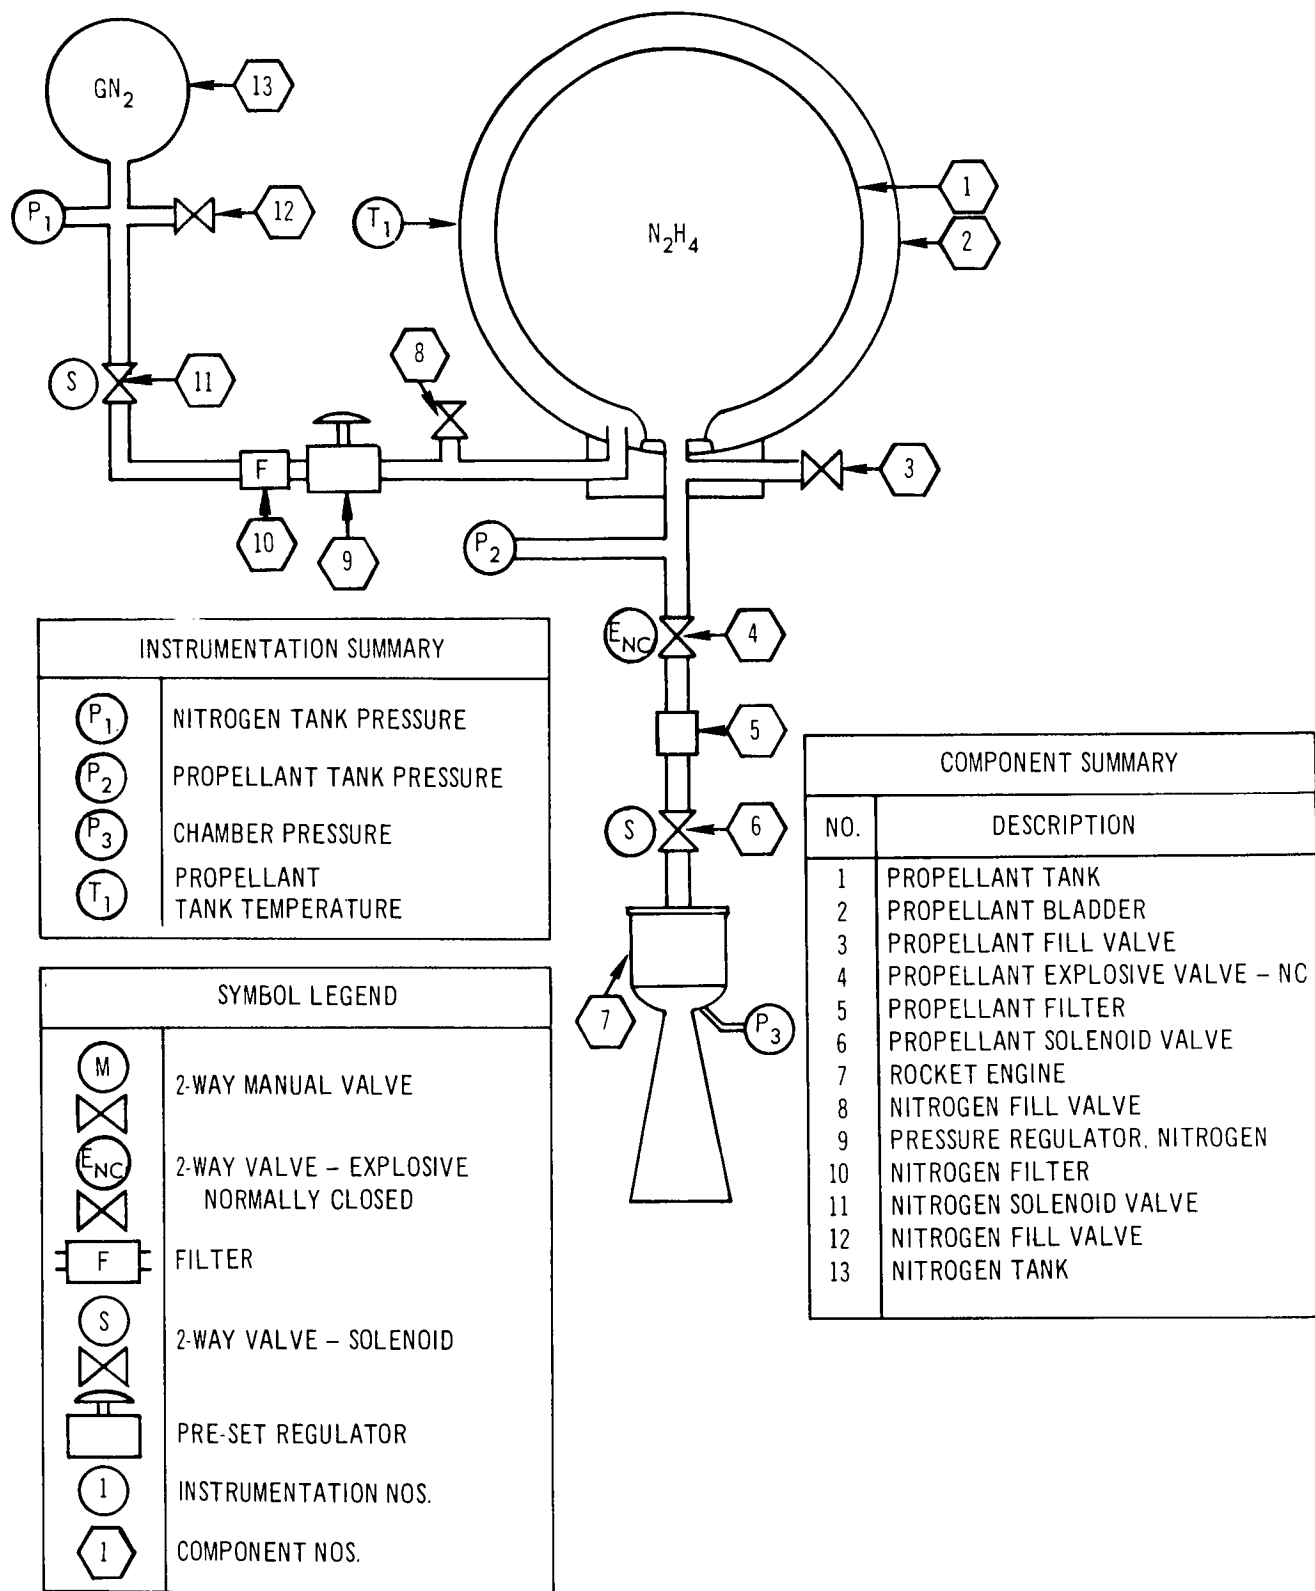 GN2
13
P1
12
T1
N2H4
1
2
S
11
8
3
F
10
9
P2
ENC
4
5
S
6
7
P3
INSTRUMENTATION SUMMARY
P1 NITROGEN TANK PRESSURE
P2 PROPELLANT TANK PRESSURE
P3 CHAMBER PRESSURE
T1 PROPELLANT
TANK TEMPERATURE
SYMBOL LEGEND
M 2-WAY MANUAL VALVE
ENC 2-WAY VALVE – EXPLOSIVE
NORMALLY CLOSED
F FILTER
S 2-WAY VALVE – SOLENOID
PRE-SET REGULATOR
1 INSTRUMENTATION NOS.
1 COMPONENT NOS.
COMPONENT SUMMARY
NO. DESCRIPTION
1 PROPELLANT TANK
2 PROPELLANT BLADDER
3 PROPELLANT FILL VALVE
4 PROPELLANT EXPLOSIVE VALVE – NC
5 PROPELLANT FILTER
6 PROPELLANT SOLENOID VALVE
7 ROCKET ENGINE
8 NITROGEN FILL VALVE
9 PRESSURE REGULATOR, NITROGEN
10 NITROGEN FILTER
11 NITROGEN SOLENOID VALVE
12 NITROGEN FILL VALVE
13 NITROGEN TANK